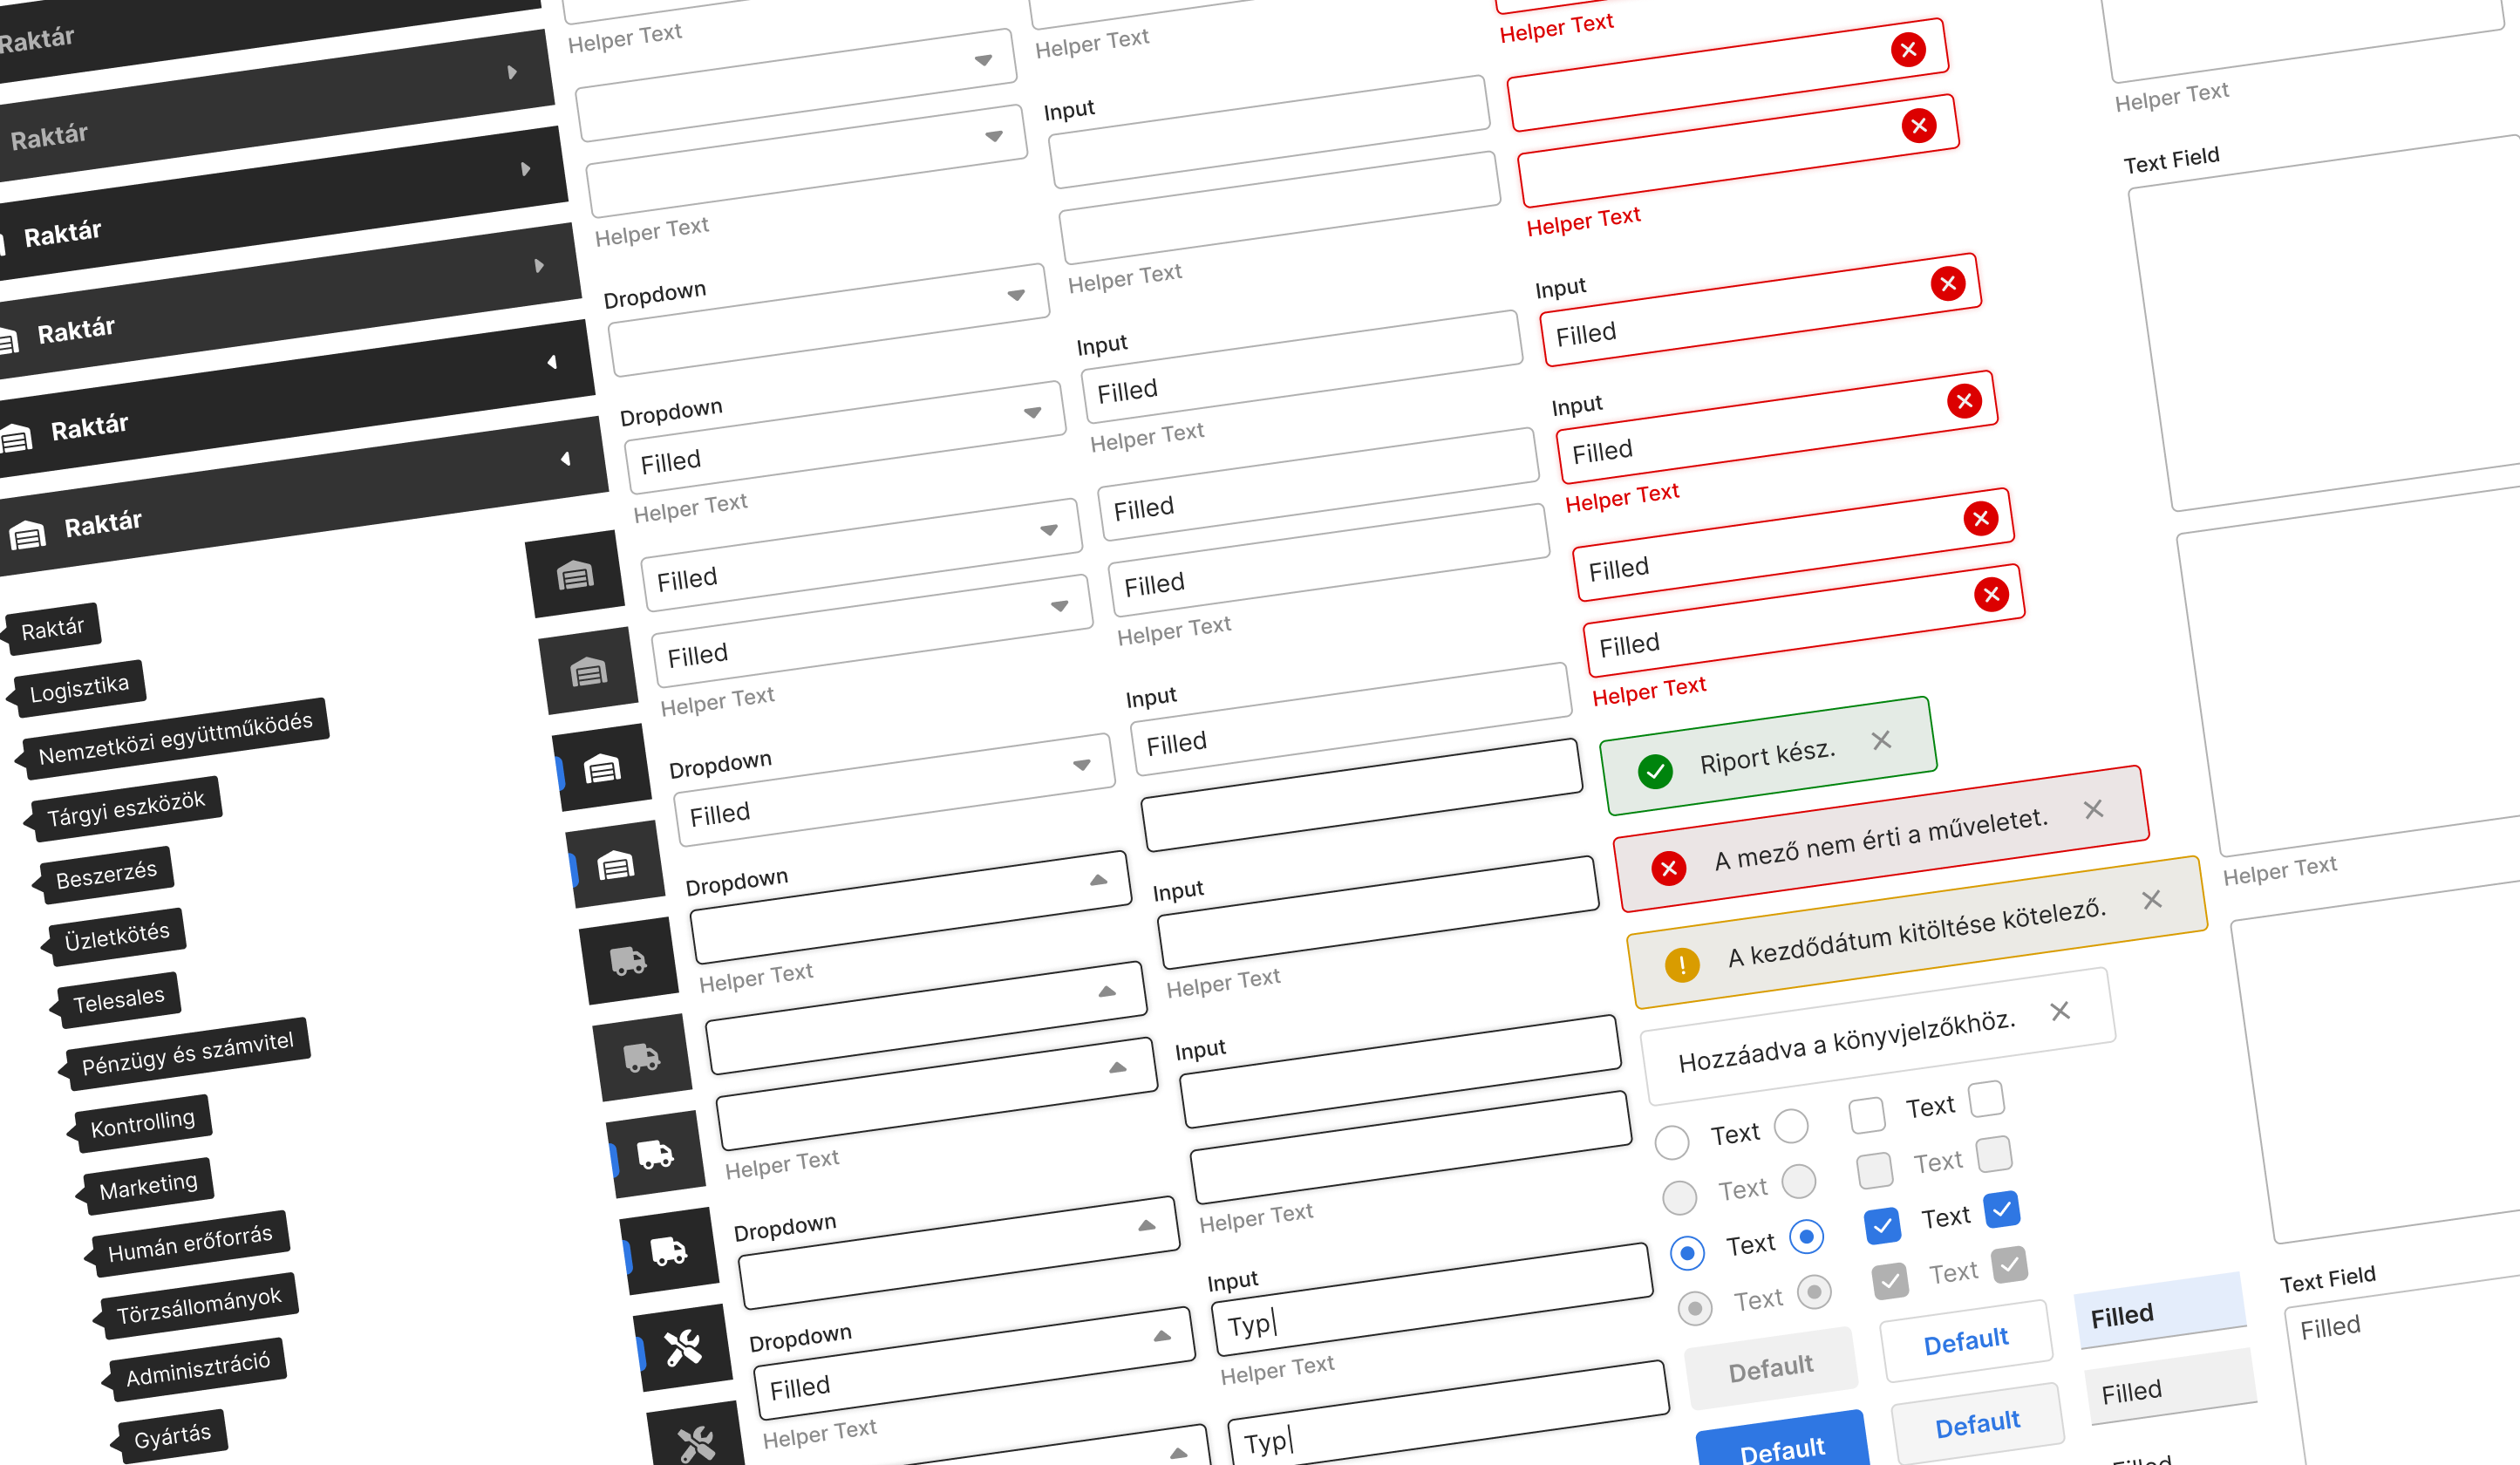 Raktár
Raktár
Raktár
Raktár
Raktár
Raktár
Raktár
Logisztika
Nemzetközi együttműködés
Tárgyi eszközök
Beszerzés
Üzletkötés
Telesales
Pénzügy és számvitel
Kontrolling
Marketing
Humán erőforrás
Törzsállományok
Adminisztráció
Gyártás
Helper Text
Helper Text
Dropdown
Dropdown
Filled
Helper Text
Filled
Filled
Helper Text
Dropdown
Filled
Dropdown
Helper Text
Helper Text
Dropdown
Dropdown
Filled
Helper Text
Helper Text
Input
Helper Text
Input
Filled
Helper Text
Filled
Filled
Helper Text
Input
Filled
Input
Helper Text
Input
Helper Text
Input
Typ
Helper Text
Typ
Helper Text
Helper Text
Input
Filled
Input
Filled
Helper Text
Filled
Filled
Helper Text
Riport kész.
A mező nem érti a műveletet.
A kezdődátum kitöltése kötelező.
Hozzáadva a könyvjelzőkhöz.
Text
Text
Text
Text
Text
Text
Text
Text
Default
Default
Default
Default
Filled
Filled
Filled
Helper Text
Text Field
Helper Text
Text Field
Filled